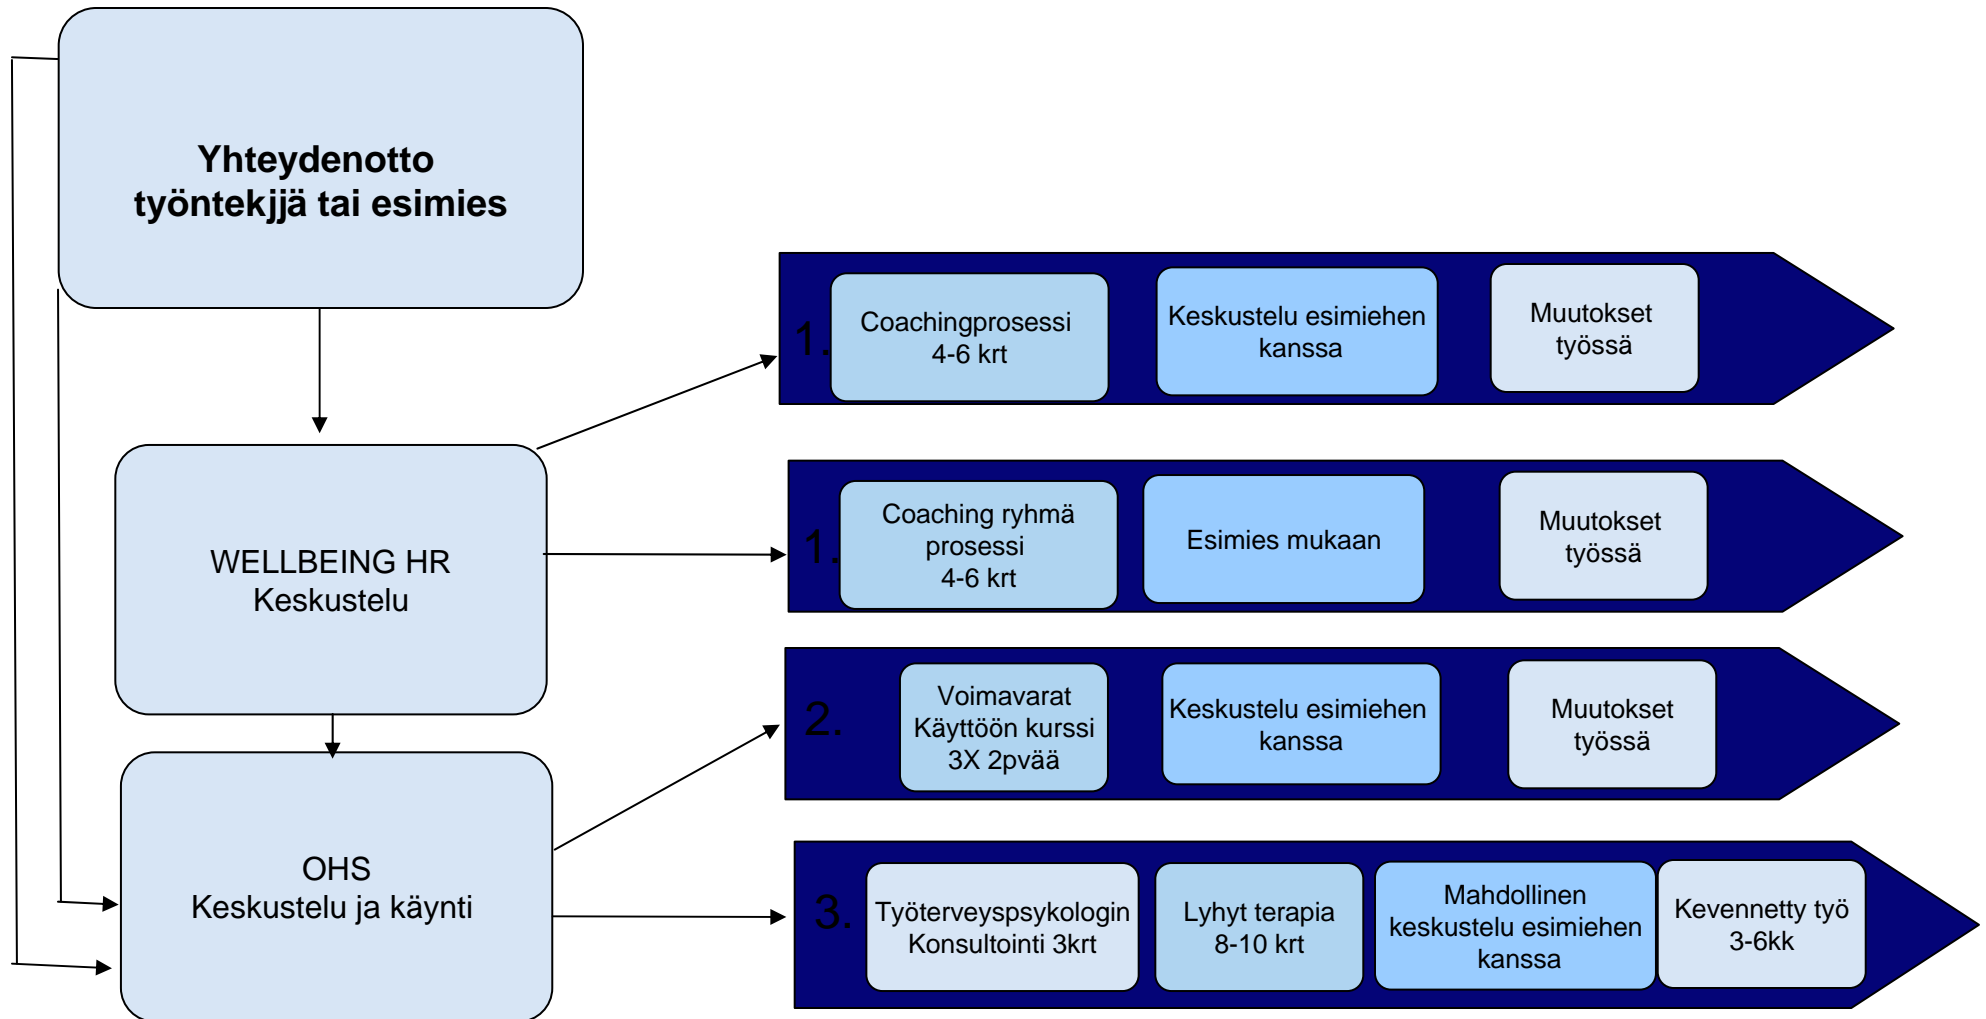 Yhteydenotto
työntekjjä tai esimies
1.
Coachingprosessi
4-6 krt
Keskustelu esimiehen
kanssa
Muutokset
työssä
WELLBEING HR
Keskustelu
1.
Coaching ryhmä
prosessi
4-6 krt
Esimies mukaan
Muutokset
työssä
2.
Voimavarat
Käyttöön kurssi
3X 2pvää
Keskustelu esimiehen
kanssa
Muutokset
työssä
OHS
Keskustelu ja käynti
3.
Työterveyspsykologin
Konsultointi 3krt
Lyhyt terapia
8-10 krt
Mahdollinen
keskustelu esimiehen
kanssa
Kevennetty työ
3-6kk